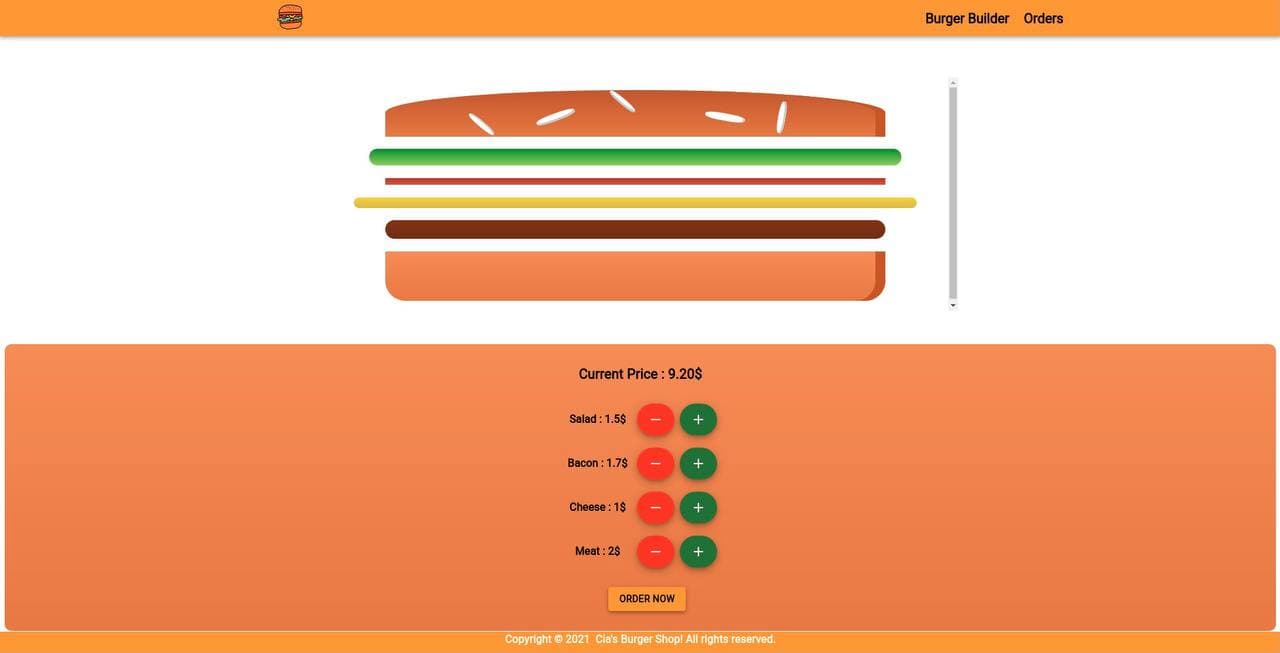 Burger Builder Orders
Current Price : 9.20$
Salad : 1.5$
Bacon : 1.7$
Cheese : 1$
Meat : 2$
ORDER NOW
Copyright © 2021 Cia's Burger Shop! All rights reserved.